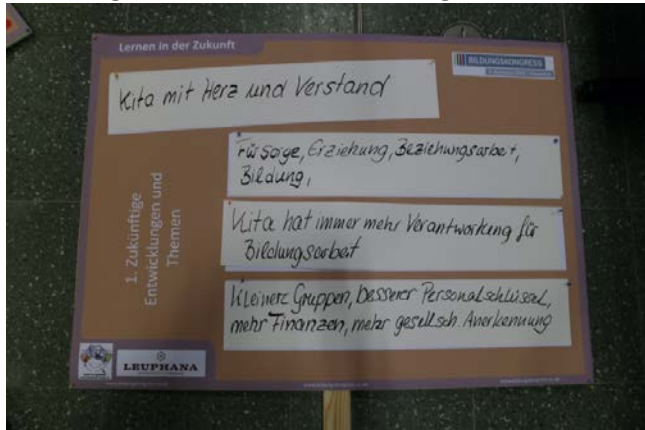 Lernen in der Zukunft
BILDUNGSKONGRESS
Kita mit Herz und Verstand
Fürsorge, Erziehung, Beziehungsarbeit,
Bildung,
1. Zukünftige
Entwicklungen und
Themen
Kita hat immer mehr Verantwortung für
Bildungsarbeit
Kleinere Gruppen, besserer Personalschlüssel,
mehr Finanzen, mehr gesellsch. Anerkennung
LEUPHANA